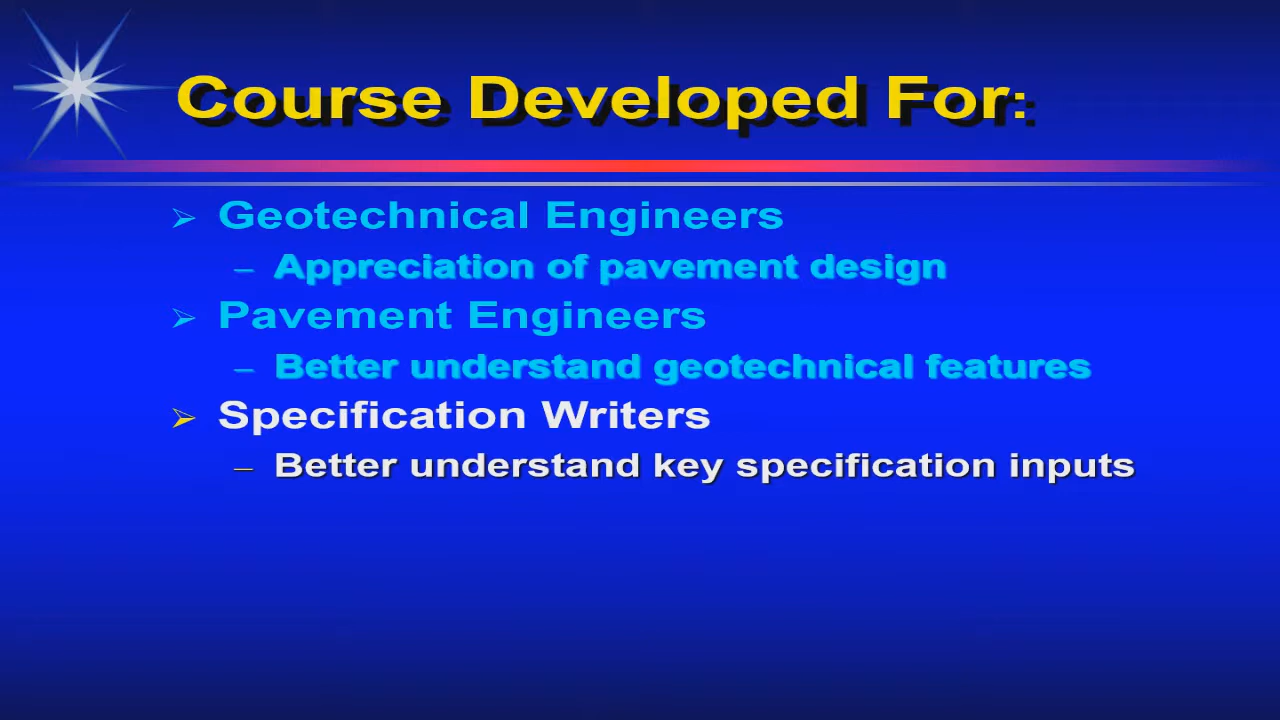 Course Developed For:
➢ Geotechnical Engineers
– Appreciation of pavement design
➢ Pavement Engineers
– Better understand geotechnical features
➢ Specification Writers
– Better understand key specification inputs